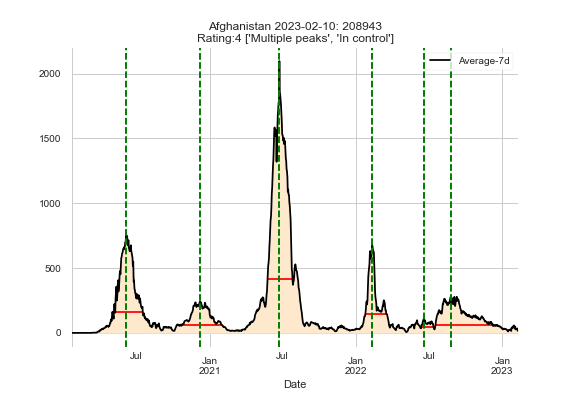 Afghanistan 2023-02-10: 208943
Rating:4 ['Multiple peaks', 'In control']
Average-7d
2000
1500
1000
500
0
Jul
Jan
2021
Jul
Jan
2022
Jul
Jan
2023
Date